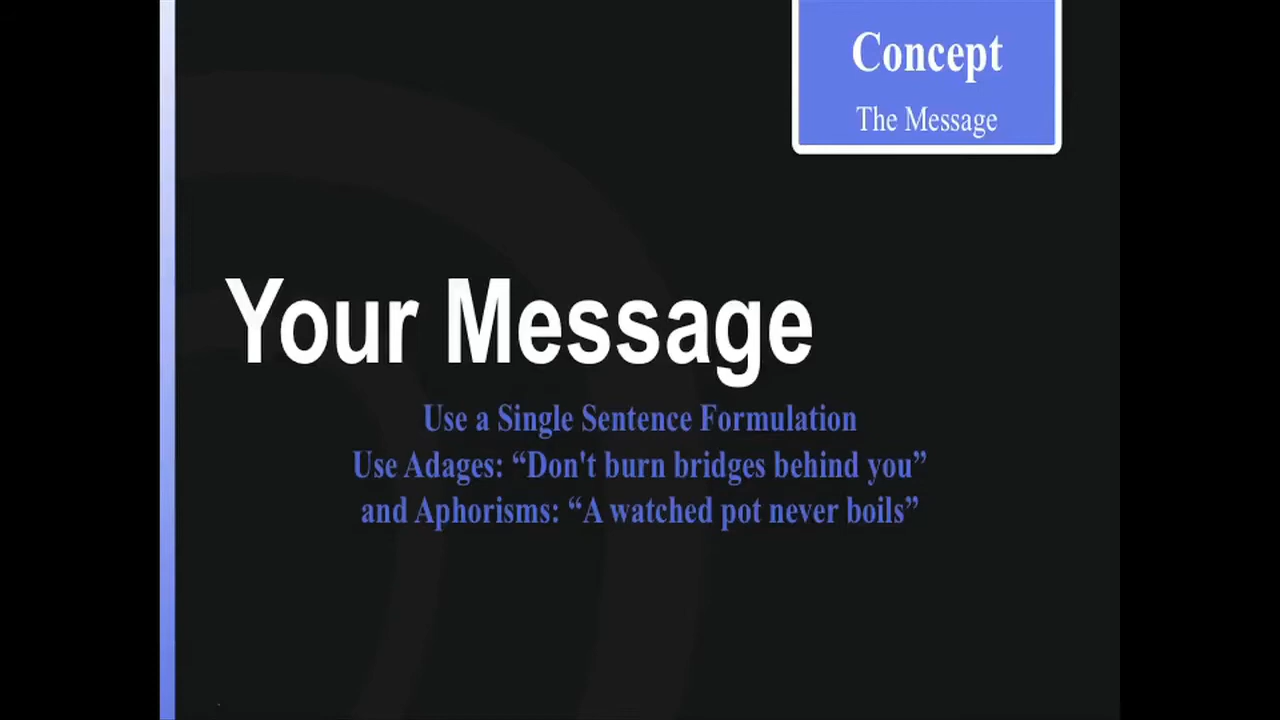 Concept
The Message
Your Message
Use a Single Sentence Formulation
Use Adages: “Don't burn bridges behind you”
and Aphorisms: “A watched pot never boils”